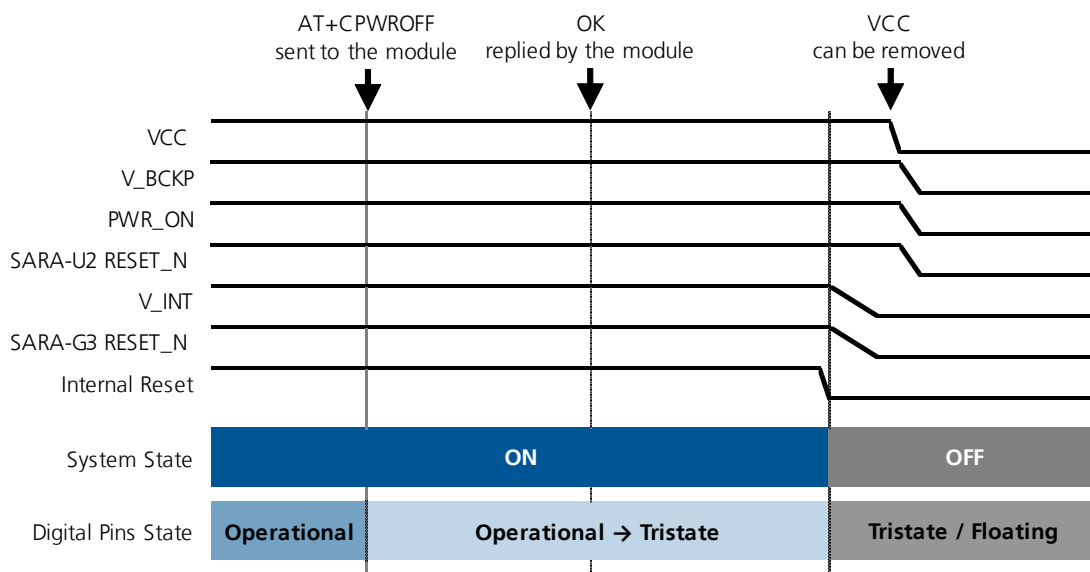 AT+CPWROFF
sent to the module
OK
replied by the module
VCC
can be removed
VCC
V_BCKP
PWR_ON
SARA-U2 RESET_N
V_INT
SARA-G3 RESET_N
Internal Reset
System State
ON
OFF
Digital Pins State
Operational
Operational → Tristate
Tristate / Floating